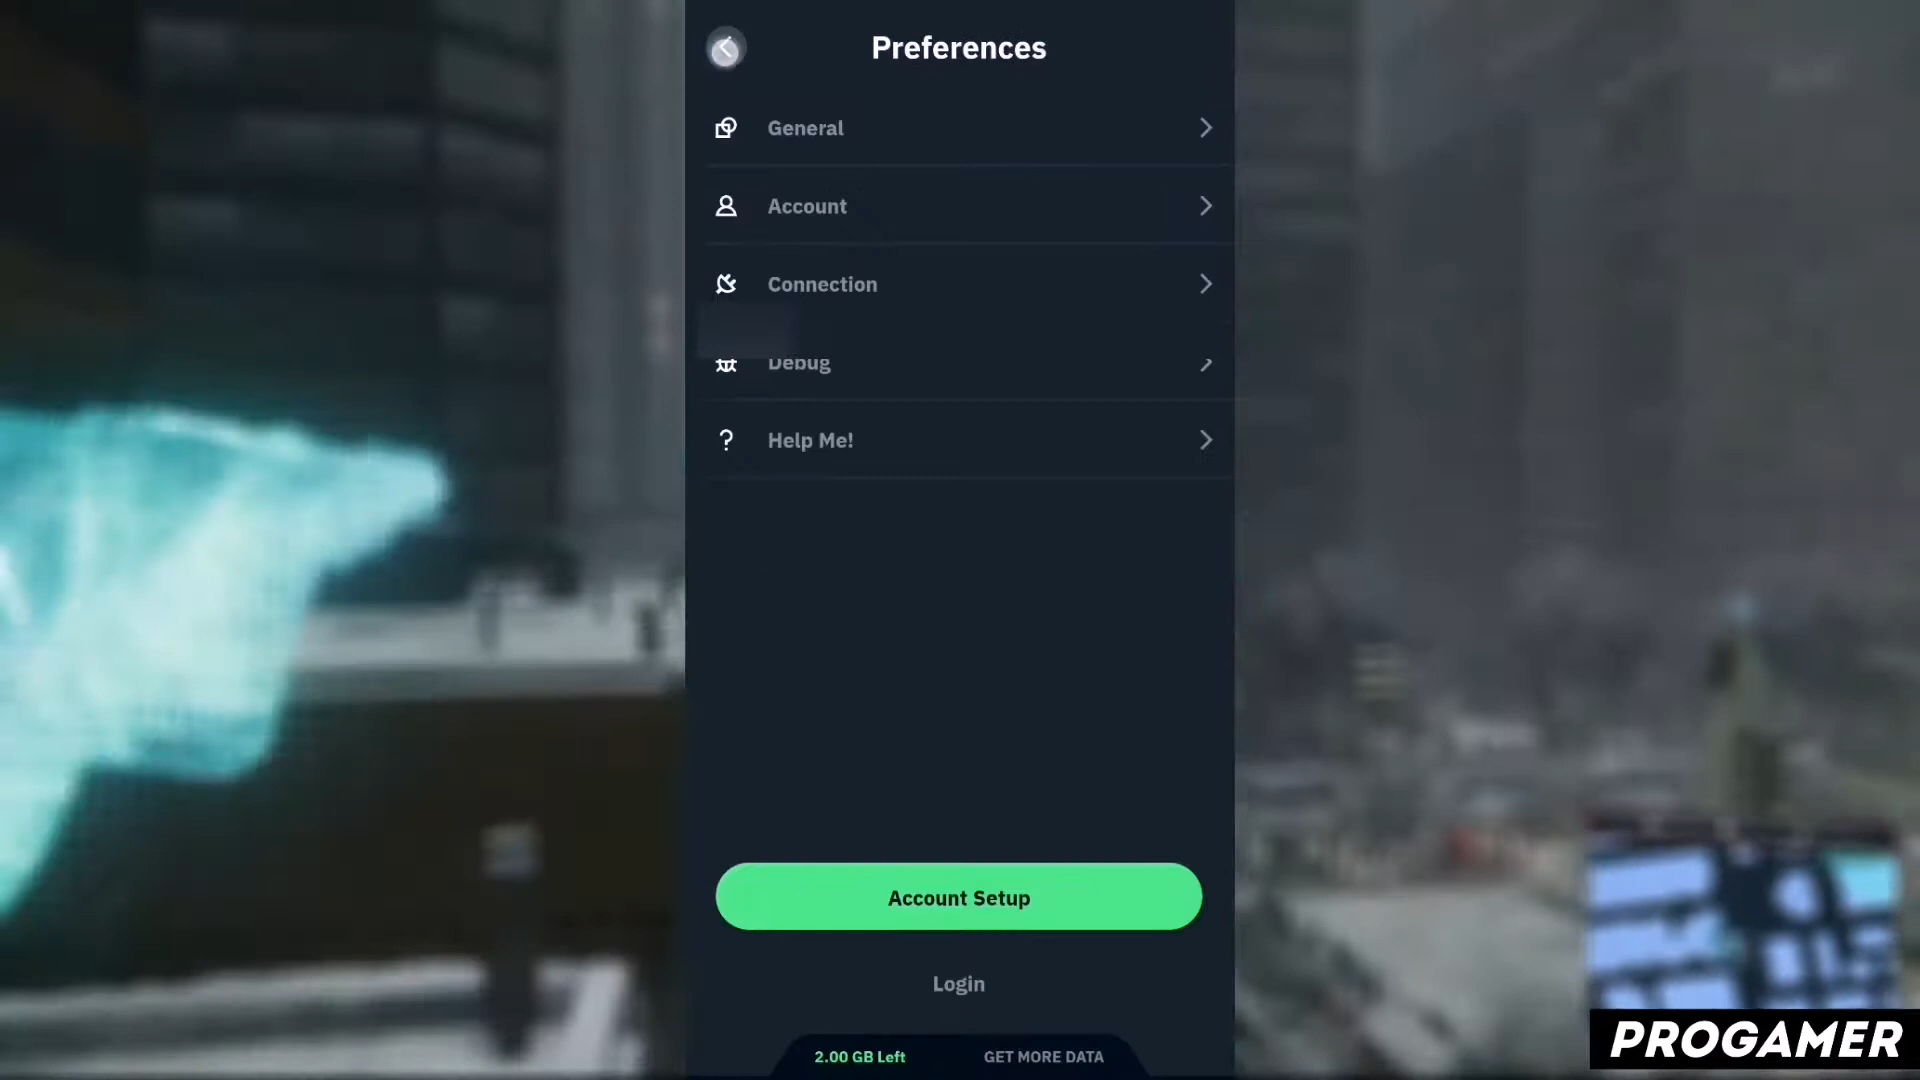 Preferences
General
Account
Connection
Debug
Help Me!
Account Setup
Login
2.00 GB Left
GET MORE DATA
PROGAMER